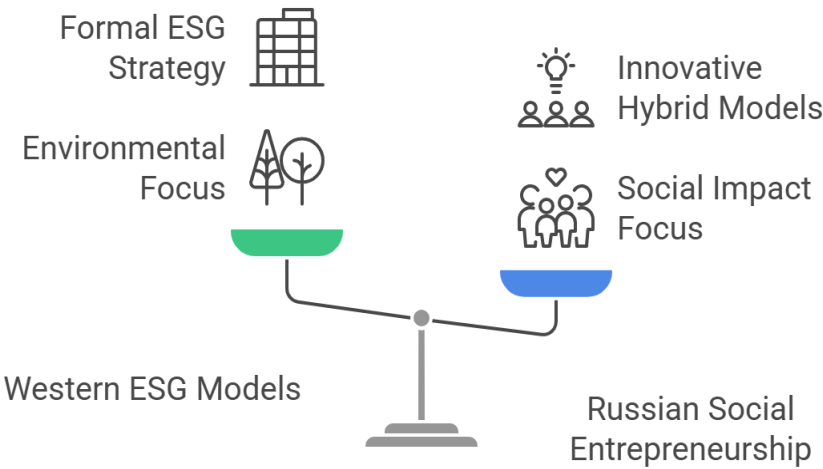 Formal ESG
Strategy
Environmental
Focus
Innovative
Hybrid Models
Social Impact
Focus
Western ESG Models
Russian Social
Entrepreneurship